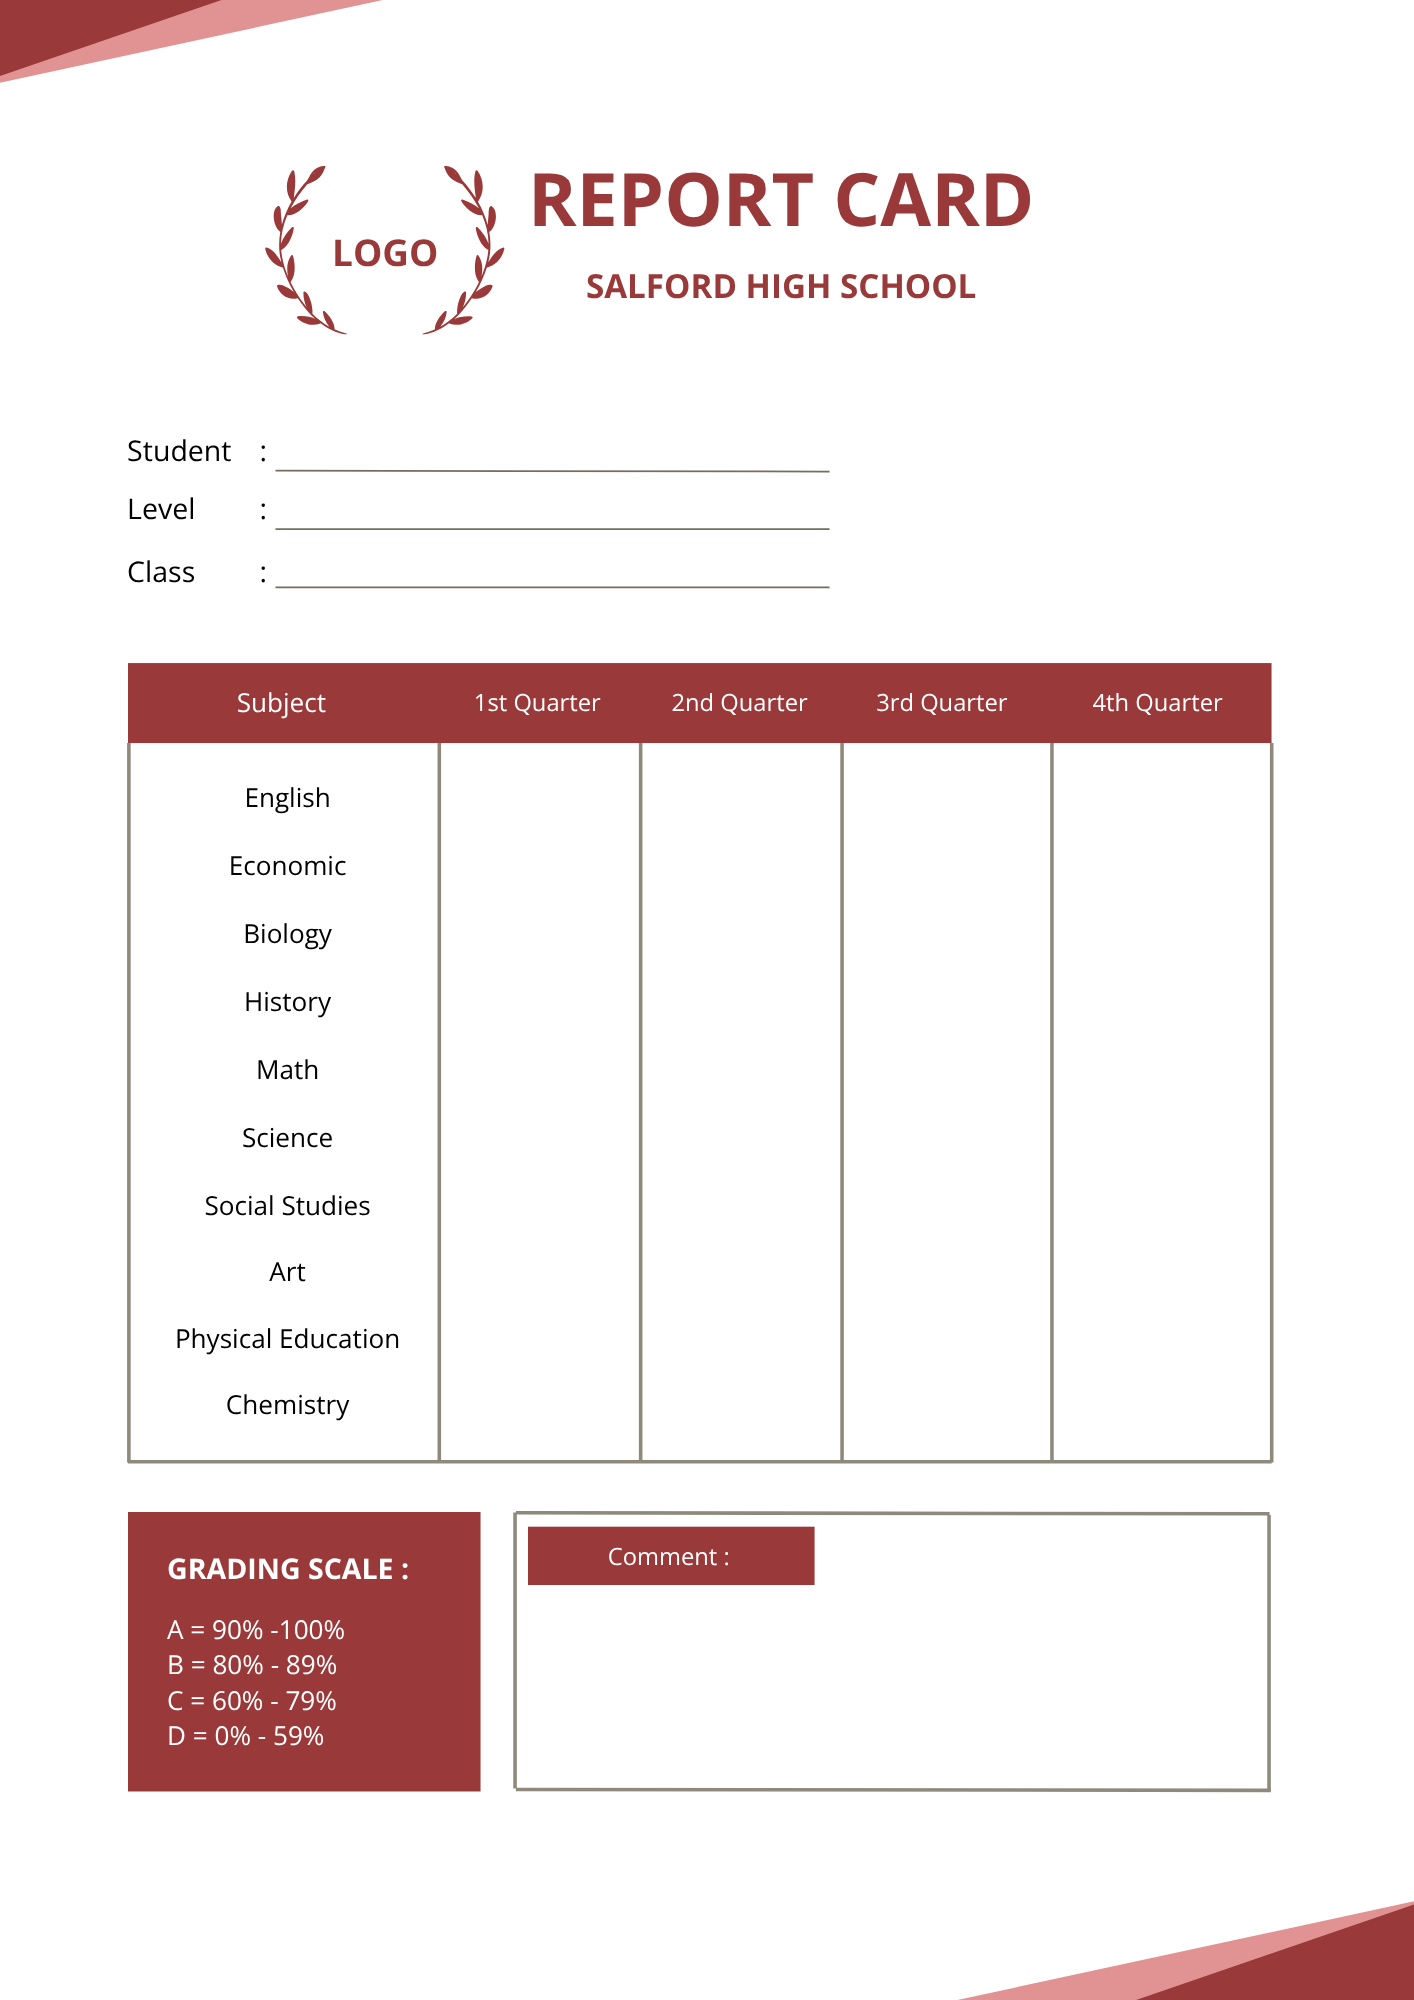 LOGO
REPORT CARD
SALFORD HIGH SCHOOL
Student :
Level :
Class :
Subject 1st Quarter 2nd Quarter 3rd Quarter 4th Quarter
English
Economic
Biology
History
Math
Science
Social Studies
Art
Physical Education
Chemistry
GRADING SCALE :
A = 90% -100%
B = 80% - 89%
C = 60% - 79%
D = 0% - 59%
Comment :